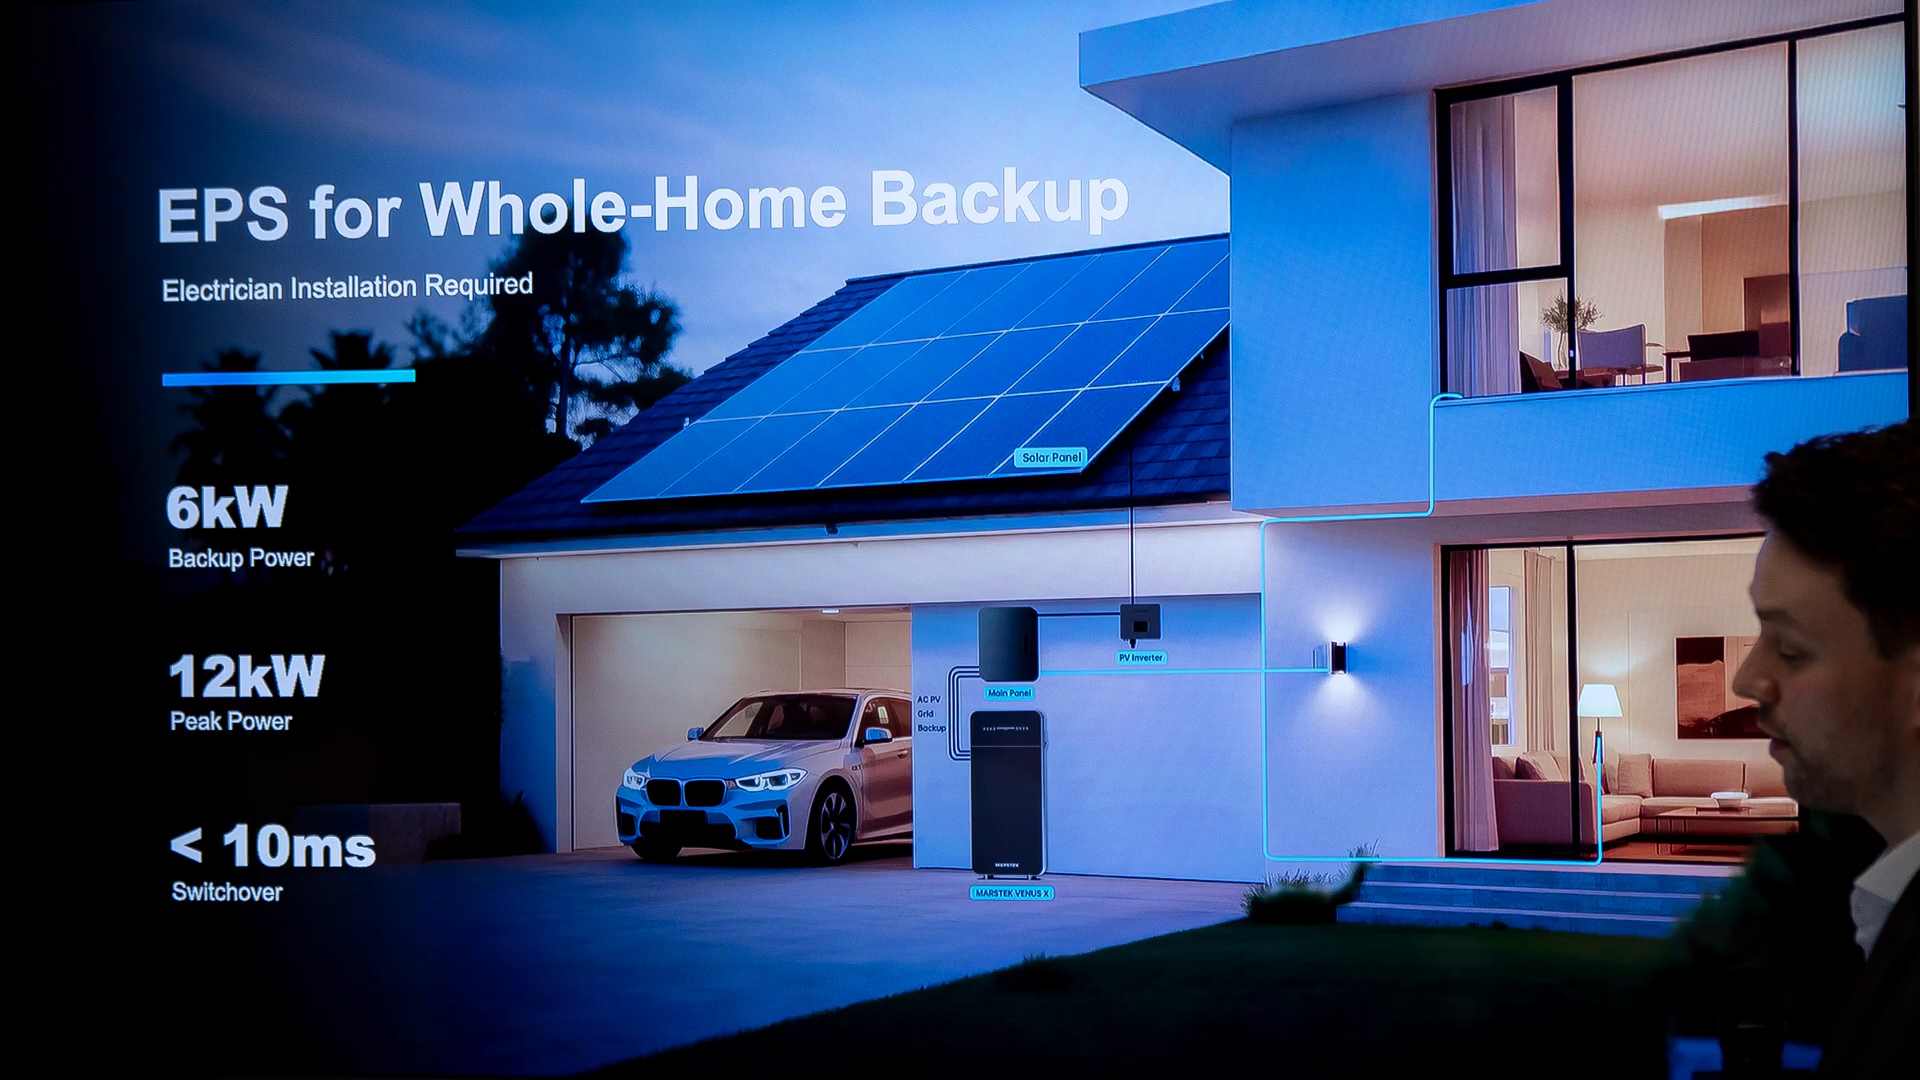 EPS for Whole-Home Backup
Electrician Installation Required
6kW
Backup Power
12kW
Peak Power
< 10ms
Switchover
Solar Panel
PV Inverter
Main Panel
AC PV
Grid
Backup
MARSTEK
MARSTEK VENUS X